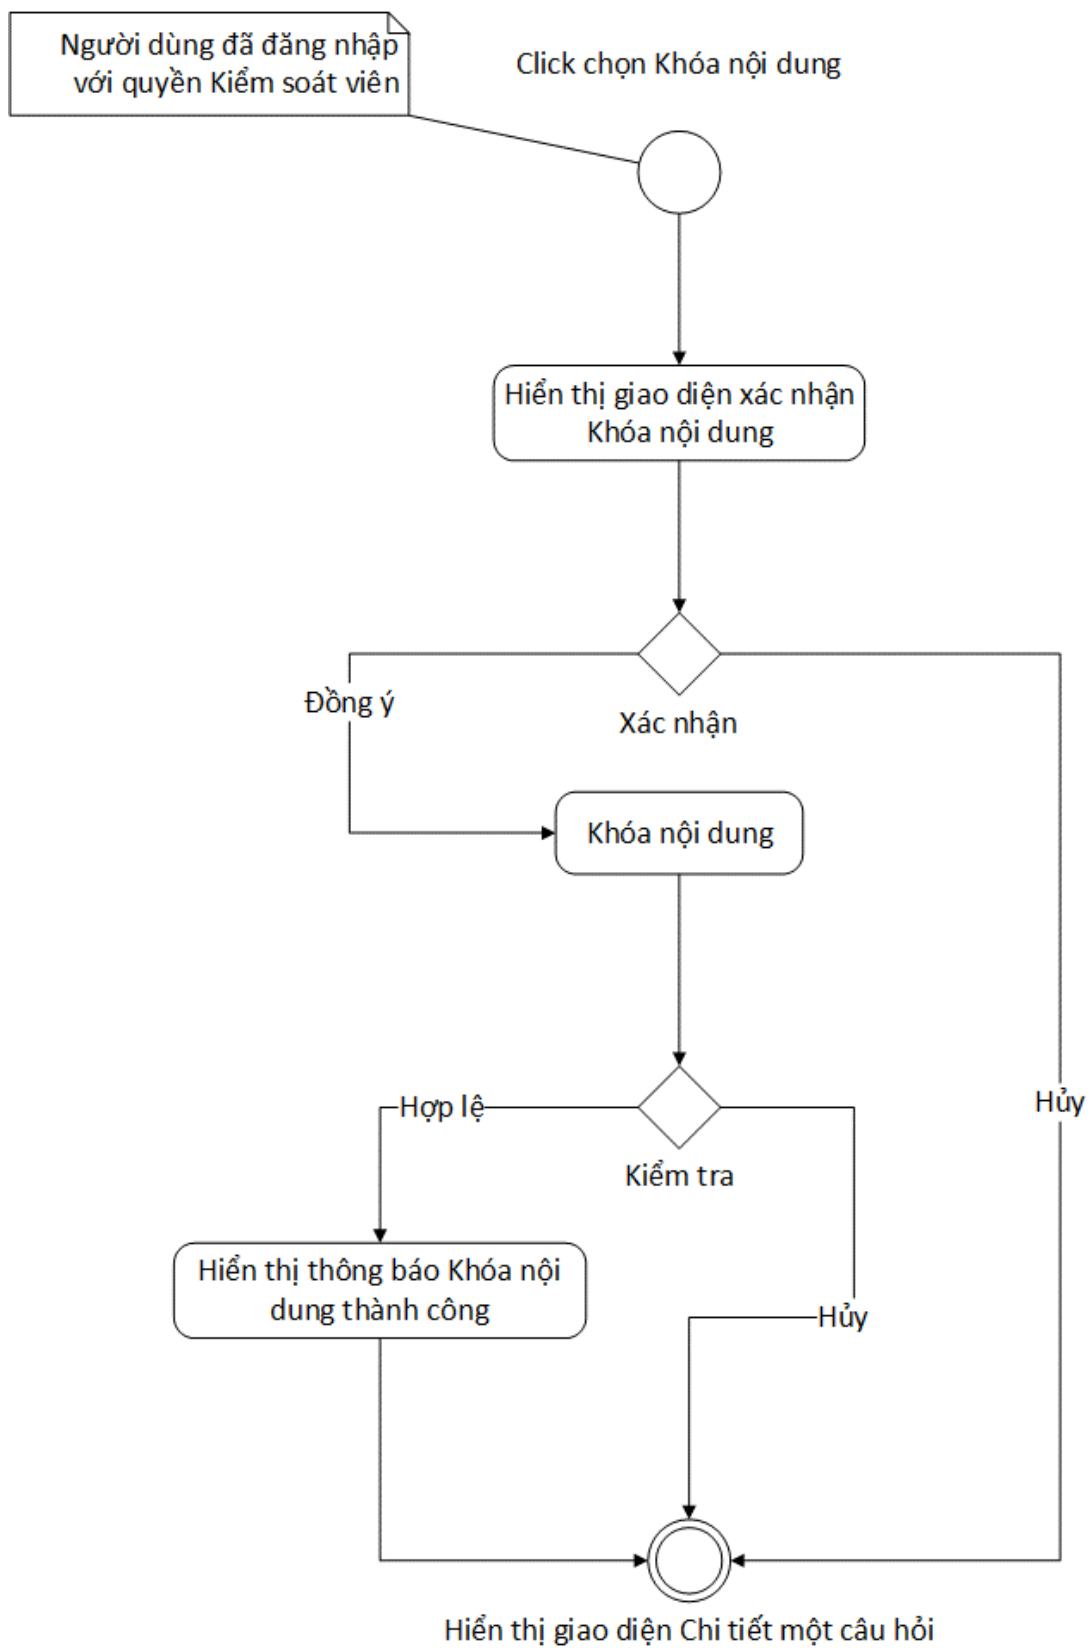 Người dùng đã đăng nhập
với quyền Kiểm soát viên
Click chọn Khóa nội dung
Hiển thị giao diện xác nhận
Khóa nội dung
Đồng ý
Xác nhận
Khóa nội dung
Hợp lệ
Hủy
Kiểm tra
Hiển thị thông báo Khóa nội
dung thành công
Hủy
Hiển thị giao diện Chi tiết một câu hỏi